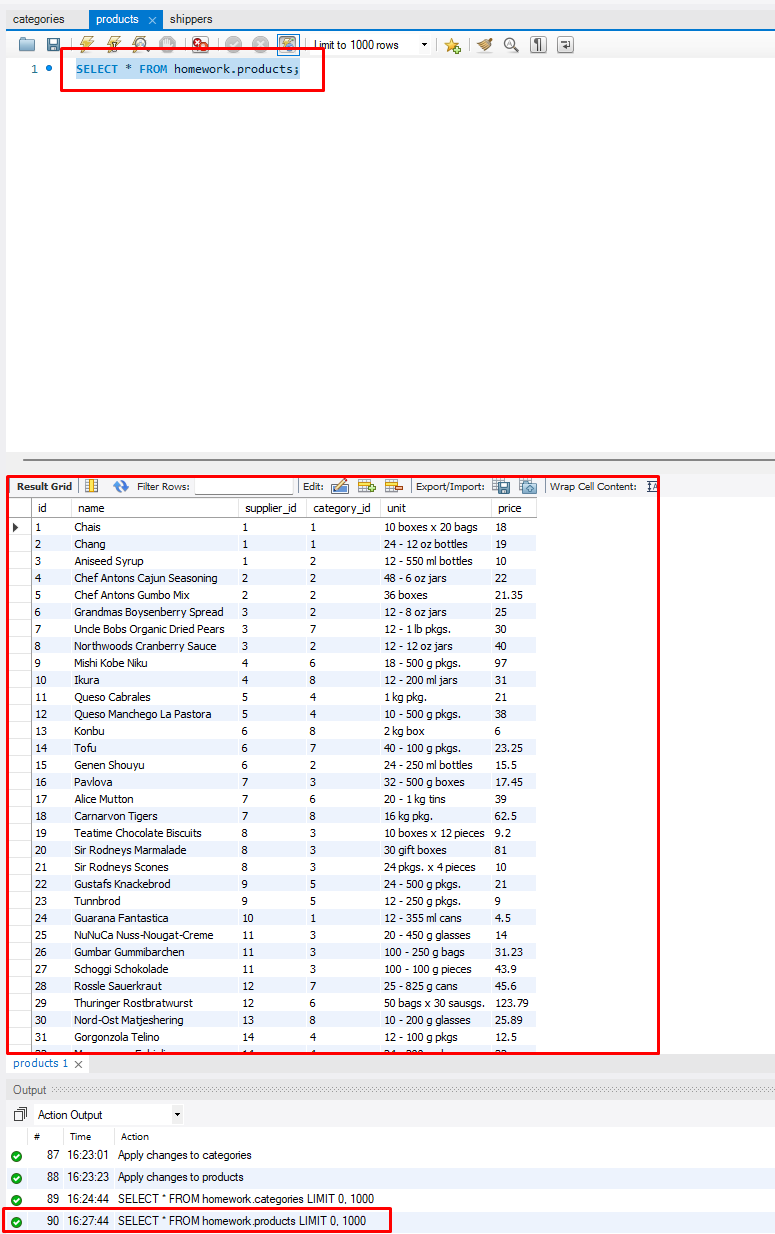 categories products shippers
Limit to 1000 rows
1 SELECT * FROM homework.products;
Result Grid Filter Rows: Edit: Export/Import: Wrap Cell Content:
id name supplier_id category_id unit price
1 Chais 1 1 10 boxes x 20 bags 18
2 Chang 1 1 24 - 12 oz bottles 19
3 Aniseed Syrup 1 2 12 - 550 ml bottles 10
4 Chef Antons Cajun Seasoning 2 2 48 - 6 oz jars 22
5 Chef Antons Gumbo Mix 2 2 36 boxes 21.35
6 Grandmas Boysenberry Spread 3 2 12 - 8 oz jars 25
7 Uncle Bobs Organic Dried Pears 3 7 12 - 1 lb pkgs. 30
8 Northwoods Cranberry Sauce 3 2 12 - 12 oz jars 40
9 Mishi Kobe Niku 4 6 18 - 500 g pkgs. 97
10 Ikura 4 8 12 - 200 ml jars 31
11 Queso Cabrales 5 4 1 kg pkg. 21
12 Queso Manchego La Pastora 5 4 10 - 500 g pkgs. 38
13 Konbu 6 8 2 kg box 6
14 Tofu 6 7 40 - 100 g pkgs. 23.25
15 Genen Shouyu 6 2 24 - 250 ml bottles 15.5
16 Pavlova 7 3 32 - 500 g boxes 17.45
17 Alice Mutton 7 6 20 - 1 kg tins 39
18 Carnarvon Tigers 7 8 16 kg pkg. 62.5
19 Teatime Chocolate Biscuits 8 3 10 boxes x 12 pieces 9.2
20 Sir Rodneys Marmalade 8 3 30 gift boxes 81
21 Sir Rodneys Scones 8 3 24 pkgs. x 4 pieces 10
22 Gustafs Knackebrod 9 5 24 - 500 g pkgs. 21
23 Tunnbrod 9 5 12 - 250 g pkgs. 9
24 Guarana Fantastica 10 1 12 - 355 ml cans 4.5
25 NuNuCa Nuss-Nougat-Creme 11 3 20 - 450 g glasses 14
26 Gumbar Gummibarchen 11 3 100 - 250 g bags 31.23
27 Schoggi Schokolade 11 3 100 - 100 g pieces 43.9
28 Rossle Sauerkraut 12 7 25 - 825 g cans 45.6
29 Thuringer Rostbratwurst 12 6 50 bags x 30 sausgs. 123.79
30 Nord-Ost Matjeshering 13 8 10 - 200 g glasses 25.89
31 Gorgonzola Telino 14 4 12 - 100 g pkgs 12.5
products 1
Output
Action Output
# Time Action
87 16:23:01 Apply changes to categories
88 16:23:23 Apply changes to products
89 16:24:44 SELECT * FROM homework.categories LIMIT 0, 1000
90 16:27:44 SELECT * FROM homework.products LIMIT 0, 1000